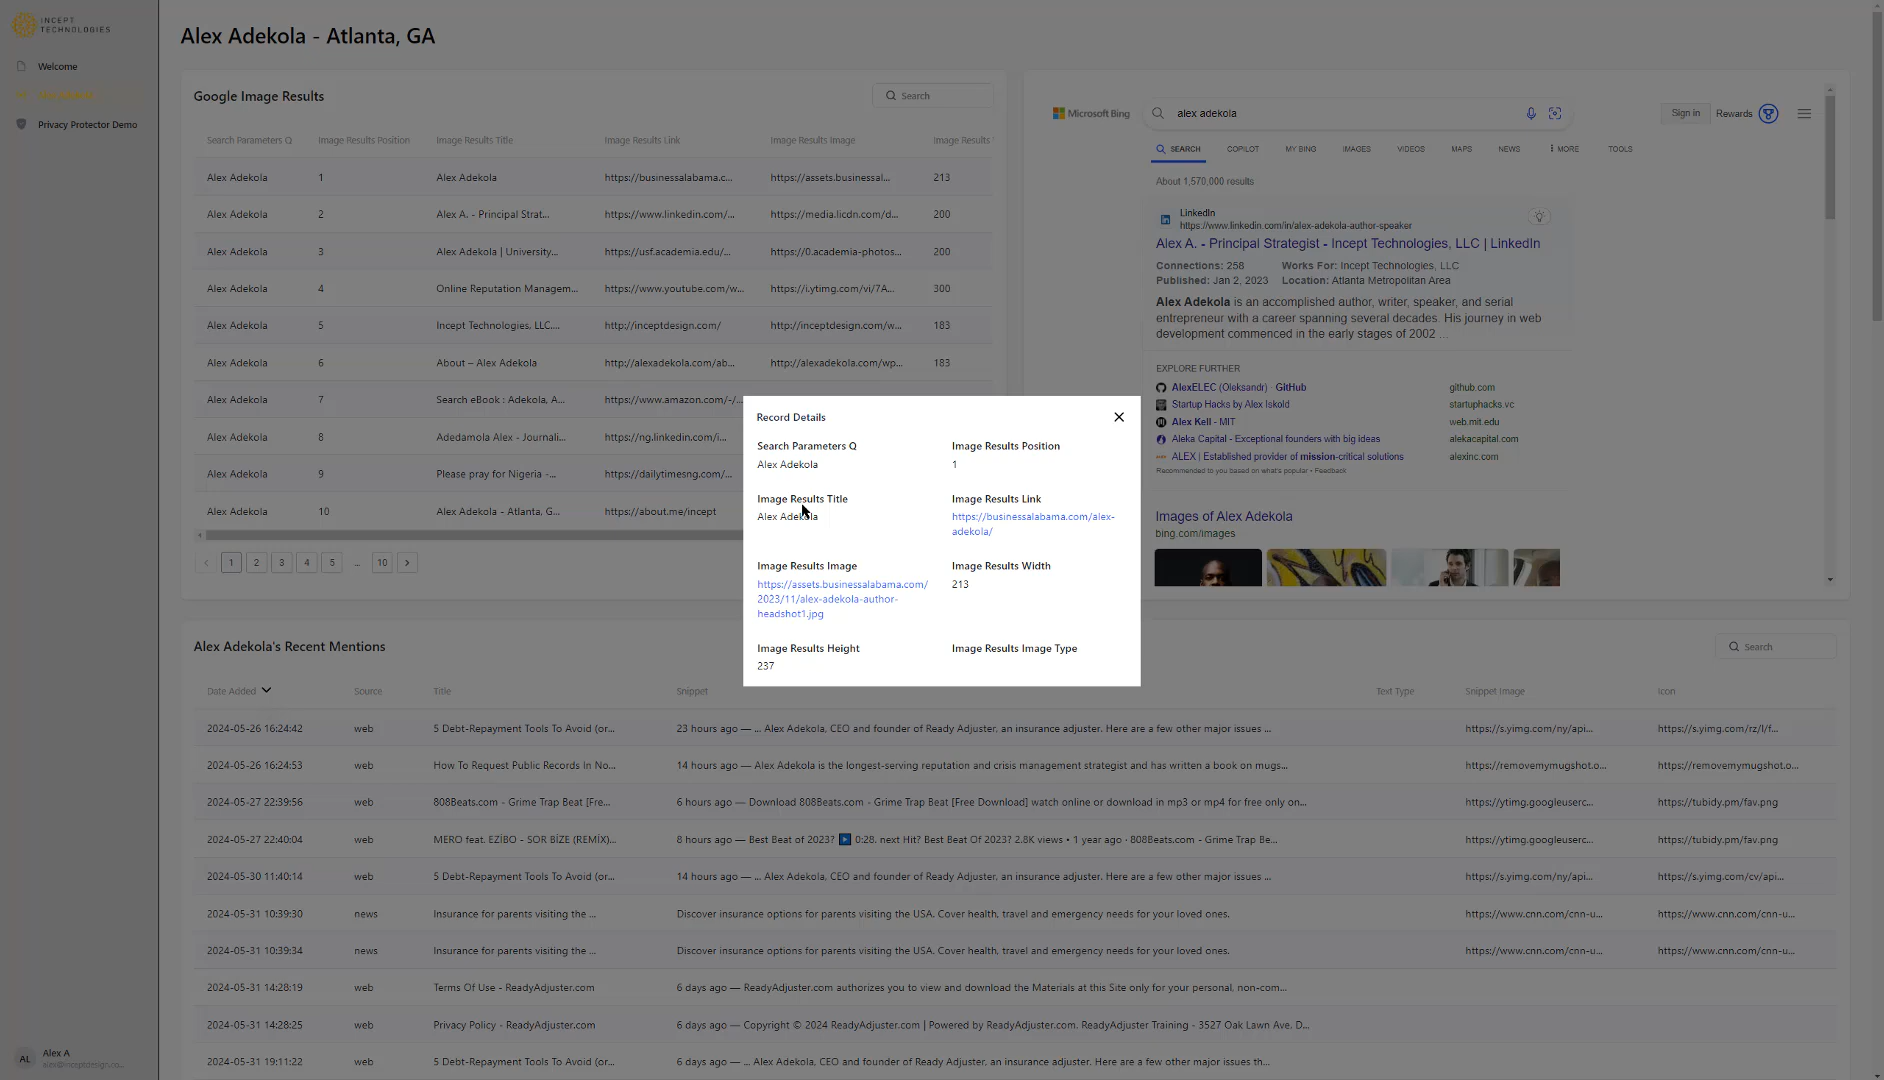 INCEPT
TECHNOLOGIES
Welcome
Privacy Protector Demo
AL
Alex A
alex@inceptdesign.co...
Alex Adekola - Atlanta, GA
Google Image Results
Search
Search Parameters Q Image Results Position Image Results Title Image Results Link Image Results Image Image Results
Alex Adekola 1 Alex Adekola https://businessalabama.c... https://assets.businessal... 213
Alex Adekola 2 Alex A. - Principal Strat... https://www.linkedin.com/... https://media.licdn.com/d... 200
Alex Adekola 3 Alex Adekola | University... https://usf.academia.edu/... https://0.academia-photos... 200
Alex Adekola 4 Online Reputation Managem... https://www.youtube.com/w... https://i.ytimg.com/vi/7A... 300
Alex Adekola 5 Incept Technologies, LLC.... http://inceptdesign.com/ http://inceptdesign.com/w... 183
Alex Adekola 6 About – Alex Adekola http://alexadekola.com/ab... http://alexadekola.com/wp... 183
Alex Adekola 7 Search eBook : Adekola, A... https://www.amazon.com/-/...
Alex Adekola 8 Adedamola Alex - Journali... https://ng.linkedin.com/i...
Alex Adekola 9 Please pray for Nigeria -... https://dailytimesng.com/...
Alex Adekola 10 Alex Adekola - Atlanta, G... https://about.me/incept
1 2 3 4 5 ... 10
Microsoft Bing
alex adekola
Sign in Rewards
SEARCH COPILOT MY BING IMAGES VIDEOS MAPS NEWS MORE TOOLS
About 1,570,000 results
LinkedIn
https://www.linkedin.com/in/alex-adekola-author-speaker
Alex A. - Principal Strategist - Incept Technologies, LLC | LinkedIn
Connections: 258 Works For: Incept Technologies, LLC
Published: Jan 2, 2023 Location: Atlanta Metropolitan Area
Alex Adekola is an accomplished author, writer, speaker, and serial
entrepreneur with a career spanning several decades. His journey in web
development commenced in the early stages of 2002 ...
EXPLORE FURTHER
AlexELEC (Oleksandr) · GitHub github.com
Startup Hacks by Alex Iskold startuphacks.vc
Alex Kell - MIT web.mit.edu
Aleka Capital - Exceptional founders with big ideas alekacapital.com
ALEX | Established provider of mission-critical solutions alexinc.com
Recommended to you based on what's popular • Feedback
Images of Alex Adekola
bing.com/images
Record Details
Search Parameters Q Image Results Position
Alex Adekola 1
Image Results Title Image Results Link
Alex Adekola https://businessalabama.com/alex-
adekola/
Image Results Image Image Results Width
https://assets.businessalabama.com/ 213
2023/11/alex-adekola-author-
headshot1.jpg
Image Results Height Image Results Image Type
237
Alex Adekola's Recent Mentions
Search
Date Added Source Title Snippet Text Type Snippet Image Icon
2024-05-26 16:24:42 web 5 Debt-Repayment Tools To Avoid (or... 23 hours ago — ... Alex Adekola, CEO and founder of Ready Adjuster, an insurance adjuster. Here are a few other major issues ... https://s.yimg.com/ny/api... https://s.yimg.com/rz/l/f...
2024-05-26 16:24:53 web How To Request Public Records In No... 14 hours ago — Alex Adekola is the longest-serving reputation and crisis management strategist and has written a book on mugs... https://removemymugshot.o... https://removemymugshot.o...
2024-05-27 22:39:56 web 808Beats.com - Grime Trap Beat [Fre... 6 hours ago — Download 808Beats.com - Grime Trap Beat [Free Download] watch online or download in mp3 or mp4 for free only on... https://ytimg.googleuserc... https://tubidy.pm/fav.png
2024-05-27 22:40:04 web MERO feat. EZİBO - SOR BİZE (REMİX)... 8 hours ago — Best Beat of 2023? ▶️ 0:28. next Hit? Best Beat Of 2023? 2.8K views • 1 year ago · 808Beats.com - Grime Trap Be... https://ytimg.googleuserc... https://tubidy.pm/fav.png
2024-05-30 11:40:14 web 5 Debt-Repayment Tools To Avoid (or... 14 hours ago — ... Alex Adekola, CEO and founder of Ready Adjuster, an insurance adjuster. Here are a few other major issues ... https://s.yimg.com/ny/api... https://s.yimg.com/cv/api...
2024-05-31 10:39:30 news Insurance for parents visiting the ... Discover insurance options for parents visiting the USA. Cover health, travel and emergency needs for your loved ones. https://www.cnn.com/cnn-u... https://www.cnn.com/cnn-u...
2024-05-31 10:39:34 news Insurance for parents visiting the ... Discover insurance options for parents visiting the USA. Cover health, travel and emergency needs for your loved ones. https://www.cnn.com/cnn-u... https://www.cnn.com/cnn-u...
2024-05-31 14:28:19 web Terms Of Use - ReadyAdjuster.com 6 days ago — ReadyAdjuster.com authorizes you to view and download the Materials at this Site only for your personal, non-com...
2024-05-31 14:28:25 web Privacy Policy - ReadyAdjuster.com 6 days ago — Copyright © 2024 ReadyAdjuster.com | Powered by ReadyAdjuster.com. ReadyAdjuster Training - 3527 Oak Lawn Ave. D...
2024-05-31 19:11:22 web 5 Debt-Repayment Tools To Avoid (or... 6 days ago — ... Alex Adekola, CEO and founder of Ready Adjuster, an insurance adjuster. Here are a few other major issues th...